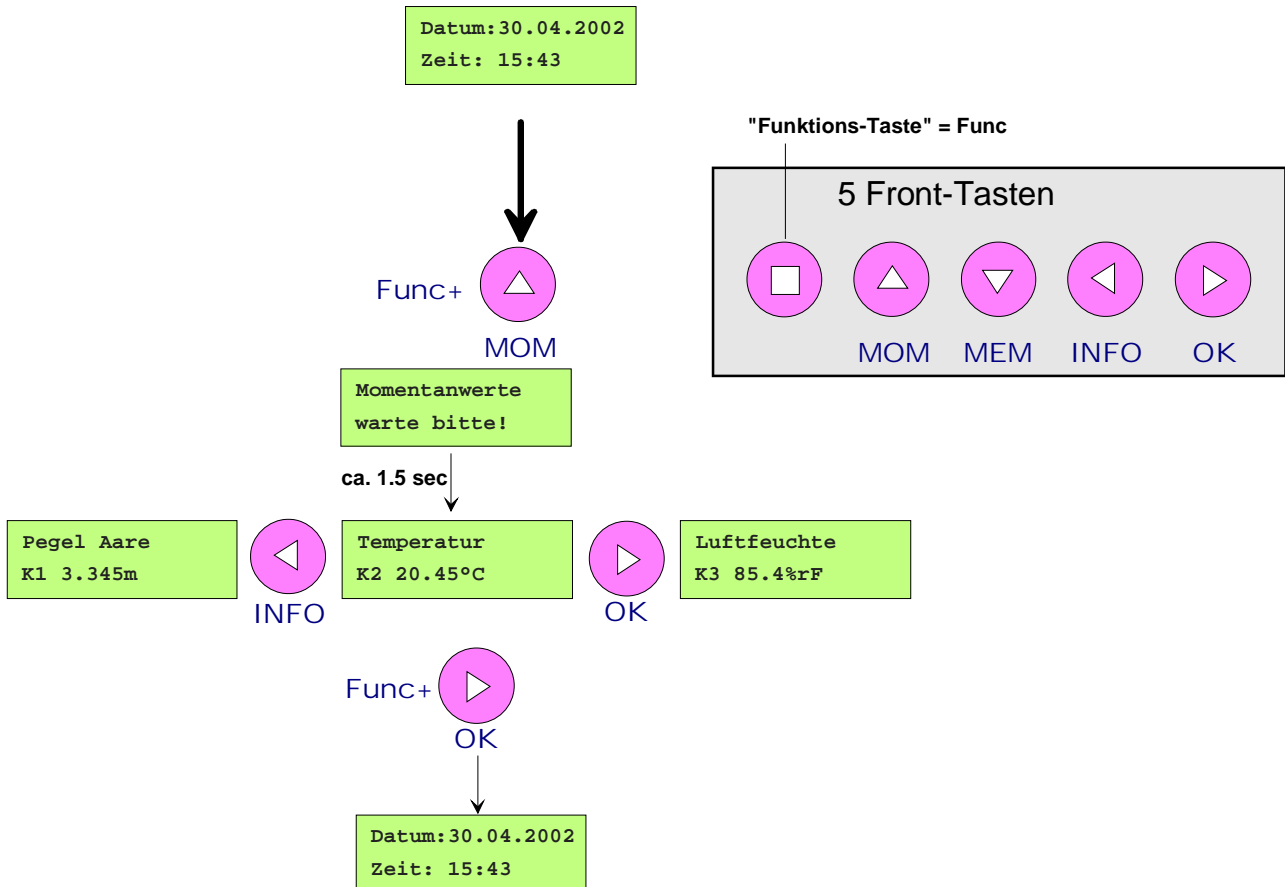 Datum:30.04.2002
Zeit: 15:43
"Funktions-Taste" = Func
5 Front-Tasten
MOM MEM INFO OK
Func+
MOM
Momentanwerte
warte bitte!
ca. 1.5 sec
Pegel Aare
K1 3.345m
INFO
Temperatur
K2 20.45°C
OK
Luftfeuchte
K3 85.4%rF
Func+
OK
Datum:30.04.2002
Zeit: 15:43